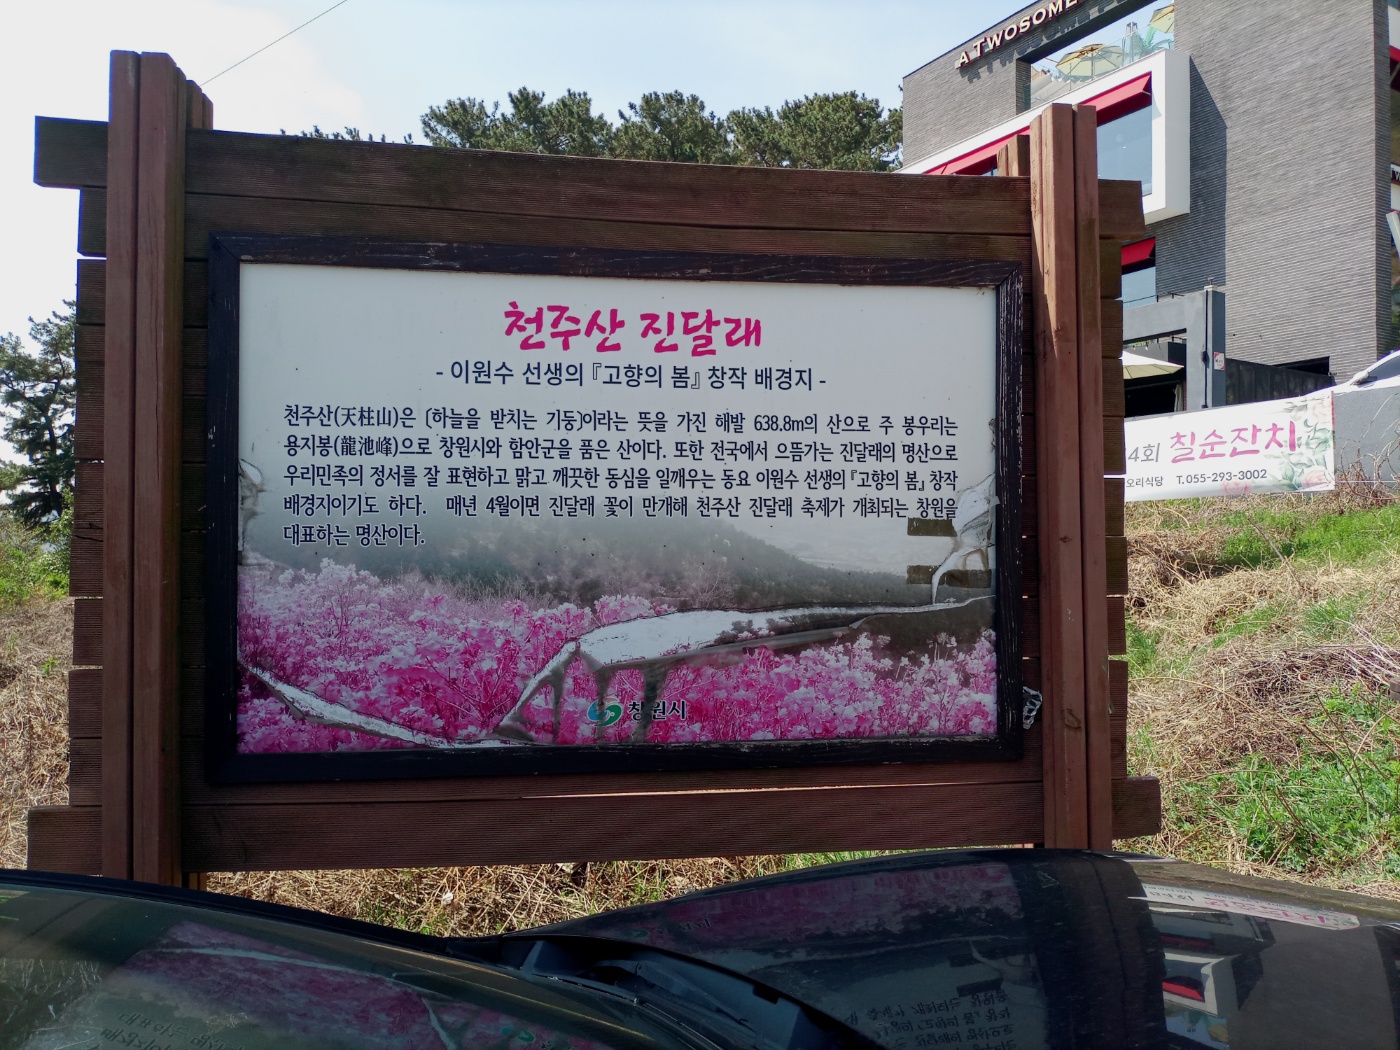 A TWOSOME
천주산 진달래
- 이원수 선생의 『고향의 봄』 창작 배경지 -
천주산(天柱山)은 (하늘을 받치는 기둥)이라는 뜻을 가진 해발 638.8m의 산으로 주 봉우리는
용지봉(龍池峰)으로 창원시와 함안군을 품은 산이다. 또한 전국에서 으뜸가는 진달래의 명산으로
우리민족의 정서를 잘 표현하고 맑고 깨끗한 동심을 일깨우는 동요 이원수 선생의 『고향의 봄』 창작
배경지이기도 하다. 매년 4월이면 진달래 꽃이 만개해 천주산 진달래 축제가 개최되는 창원을
대표하는 명산이다.
창원시
4회 칠순잔치
오리식당 T.055-293-3002